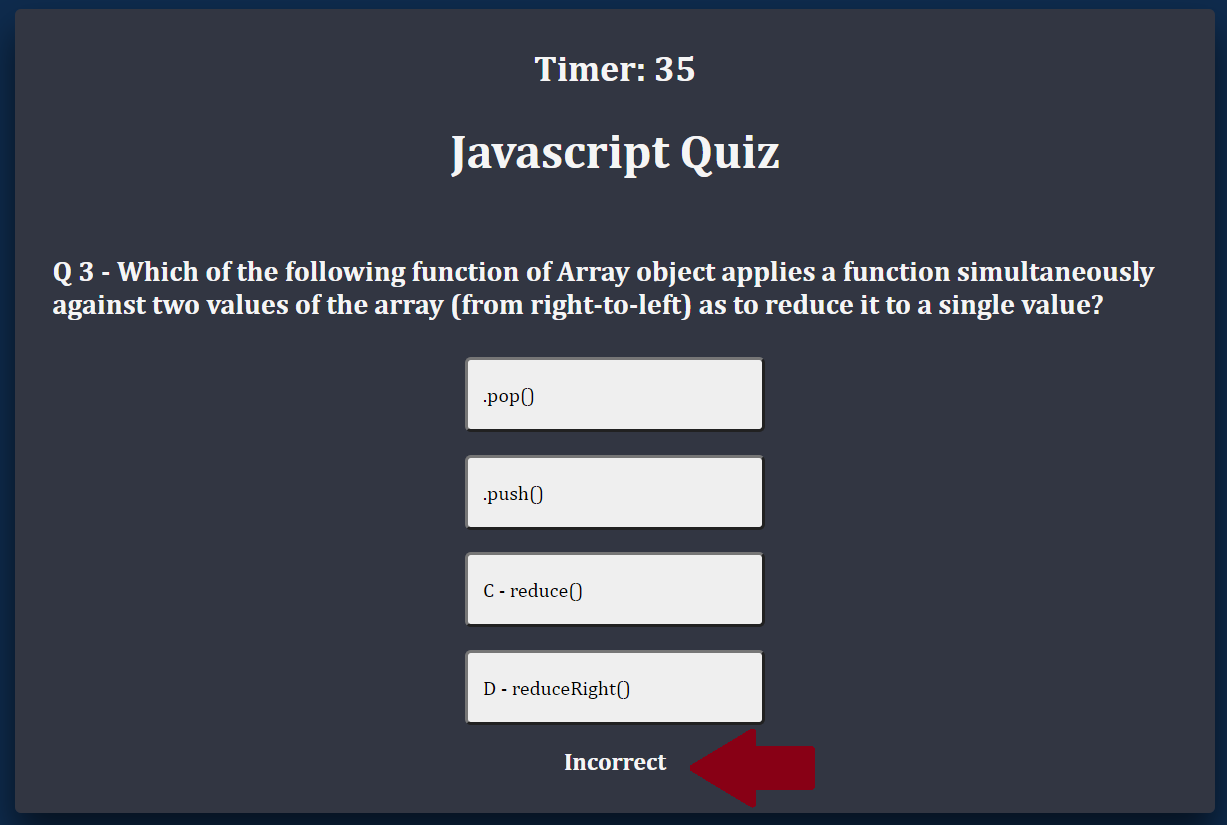 Timer: 35
Javascript Quiz
Q 3 - Which of the following function of Array object applies a function simultaneously
against two values of the array (from right-to-left) as to reduce it to a single value?
.pop()
.push()
C - reduce()
D - reduceRight()
Incorrect